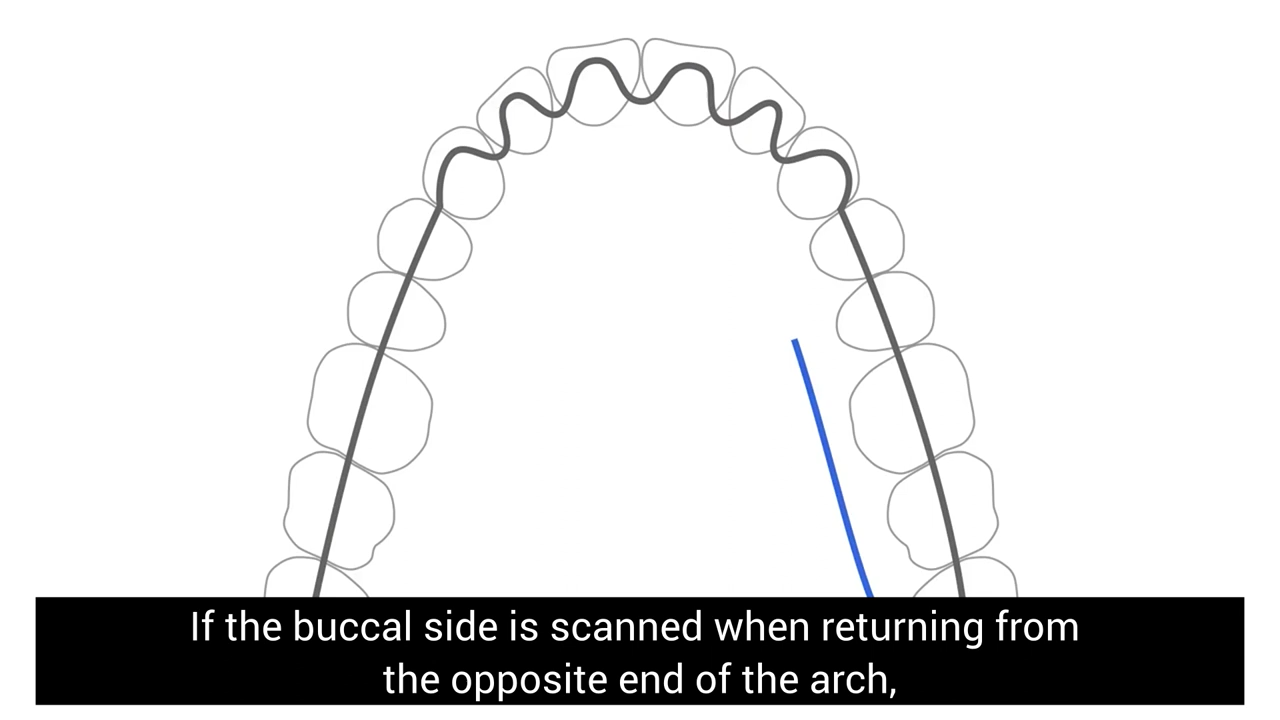 If the buccal side is scanned when returning from
the opposite end of the arch,